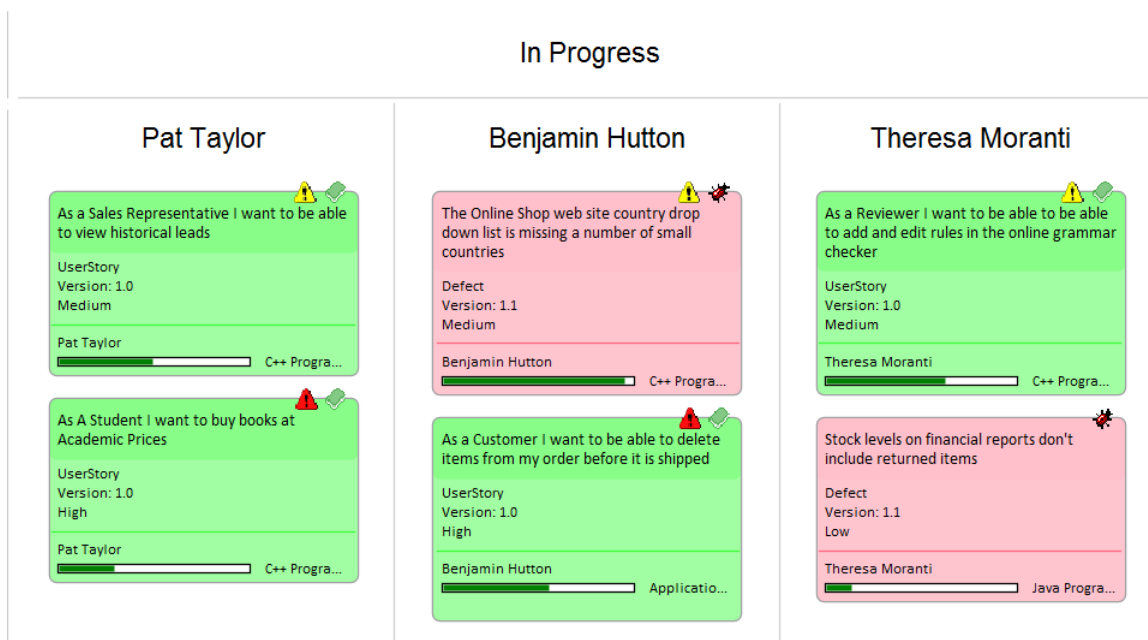 In Progress
Pat Taylor
As a Sales Representative I want to be able
to view historical leads
UserStory
Version: 1.0
Medium
Pat Taylor
C++ Progra...
As A Student I want to buy books at
Academic Prices
UserStory
Version: 1.0
High
Pat Taylor
C++ Progra...
Benjamin Hutton
The Online Shop web site country drop
down list is missing a number of small
countries
Defect
Version: 1.1
Medium
Benjamin Hutton
C++ Progra...
As a Customer I want to be able to delete
items from my order before it is shipped
UserStory
Version: 1.0
High
Benjamin Hutton
Applicatio...
Theresa Moranti
As a Reviewer I want to be able to be able
to add and edit rules in the online grammar
checker
UserStory
Version: 1.0
Medium
Theresa Moranti
C++ Progra...
Stock levels on financial reports don't
include returned items
Defect
Version: 1.1
Low
Theresa Moranti
Java Progra...